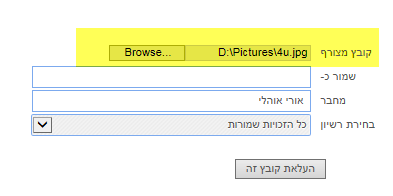 קובץ מצורף D:\Pictures\4u.jpg Browse...
שמור כ-
מחבר אורי אוהלי
בחירת רשיון כל הזכויות שמורות
העלאת קובץ זה